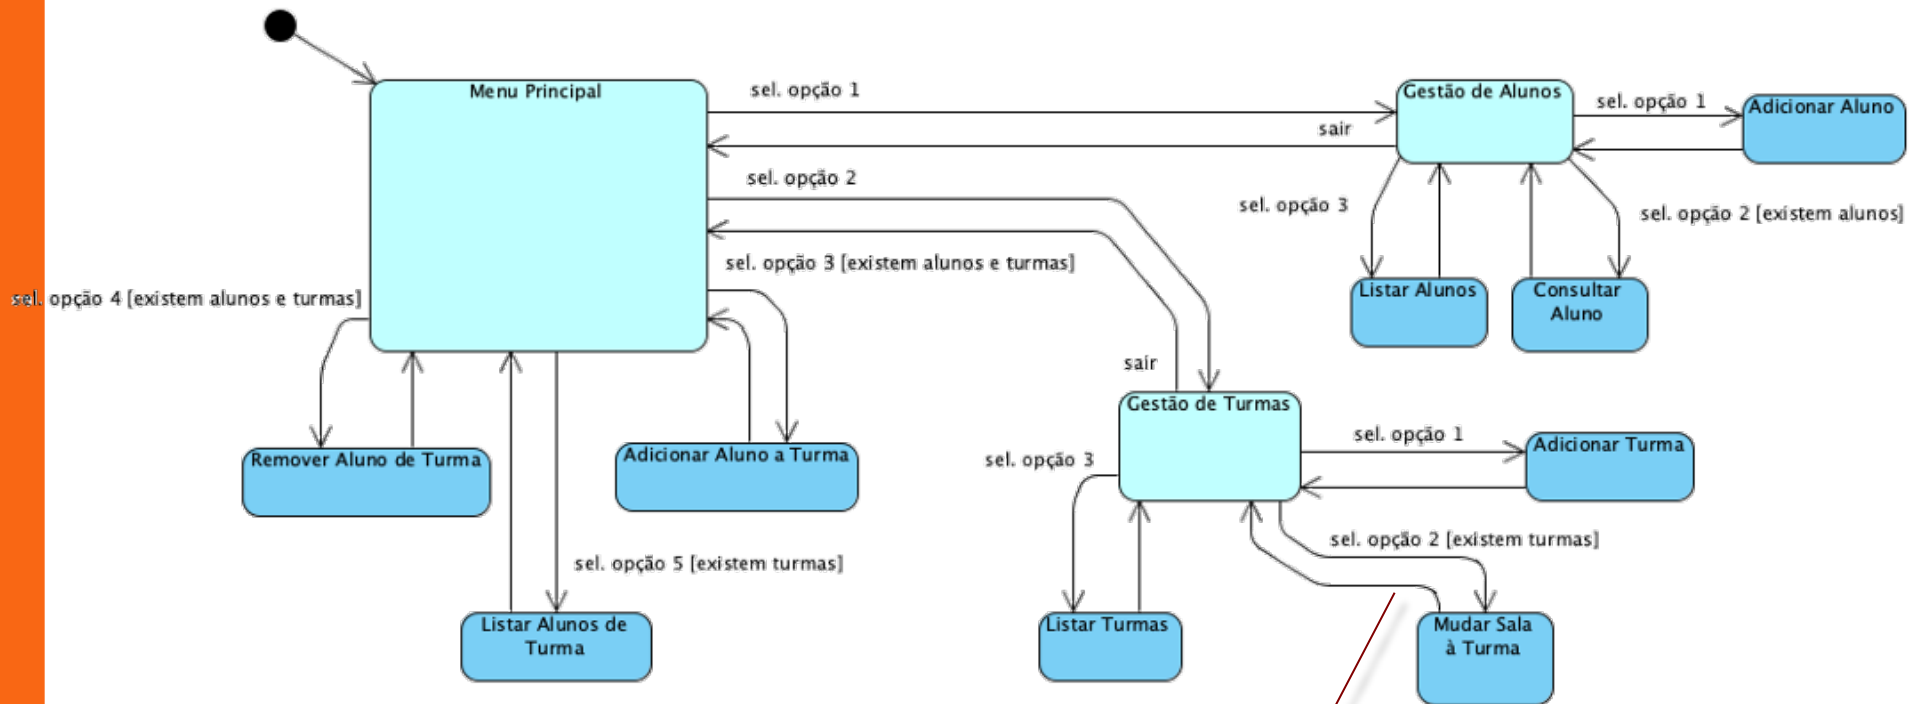 Menu Principal
sel. opção 1
Gestão de Alunos
sel. opção 1
Adicionar Aluno
sair
sel. opção 2
sel. opção 3
sel. opção 2 [existem alunos]
sel. opção 3 [existem alunos e turmas]
sel. opção 4 [existem alunos e turmas]
Listar Alunos
Consultar
Aluno
sair
Gestão de Turmas
sel. opção 1
Adicionar Turma
Remover Aluno de Turma
Adicionar Aluno a Turma
sel. opção 3
sel. opção 2 [existem turmas]
sel. opção 5 [existem turmas]
Listar Alunos de
Turma
Listar Turmas
Mudar Sala
à Turma